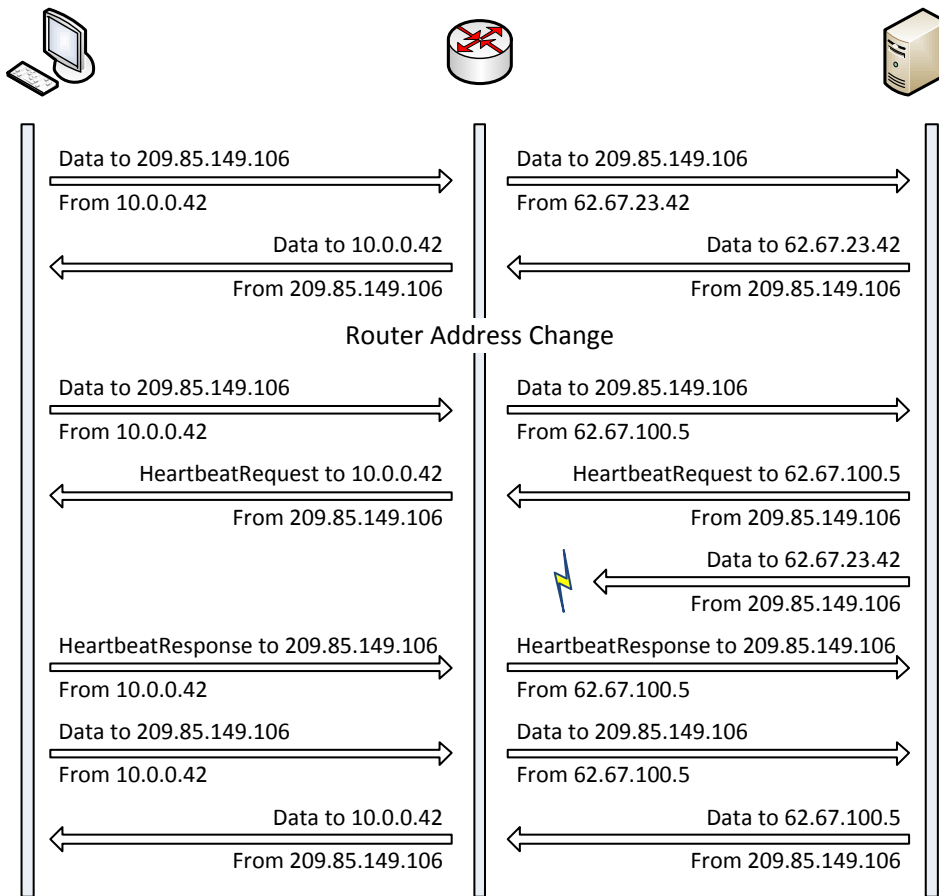 Data to 209.85.149.106
Data to 209.85.149.106
From 10.0.0.42
From 62.67.23.42
Data to 10.0.0.42
Data to 62.67.23.42
From 209.85.149.106
From 209.85.149.106
Router Address Change
Data to 209.85.149.106
Data to 209.85.149.106
From 10.0.0.42
From 62.67.100.5
HeartbeatRequest to 10.0.0.42
HeartbeatRequest to 62.67.100.5
From 209.85.149.106
From 209.85.149.106
Data to 62.67.23.42
From 209.85.149.106
HeartbeatResponse to 209.85.149.106
HeartbeatResponse to 209.85.149.106
From 10.0.0.42
From 62.67.100.5
Data to 209.85.149.106
Data to 209.85.149.106
From 10.0.0.42
From 62.67.100.5
Data to 10.0.0.42
Data to 62.67.100.5
From 209.85.149.106
From 209.85.149.106